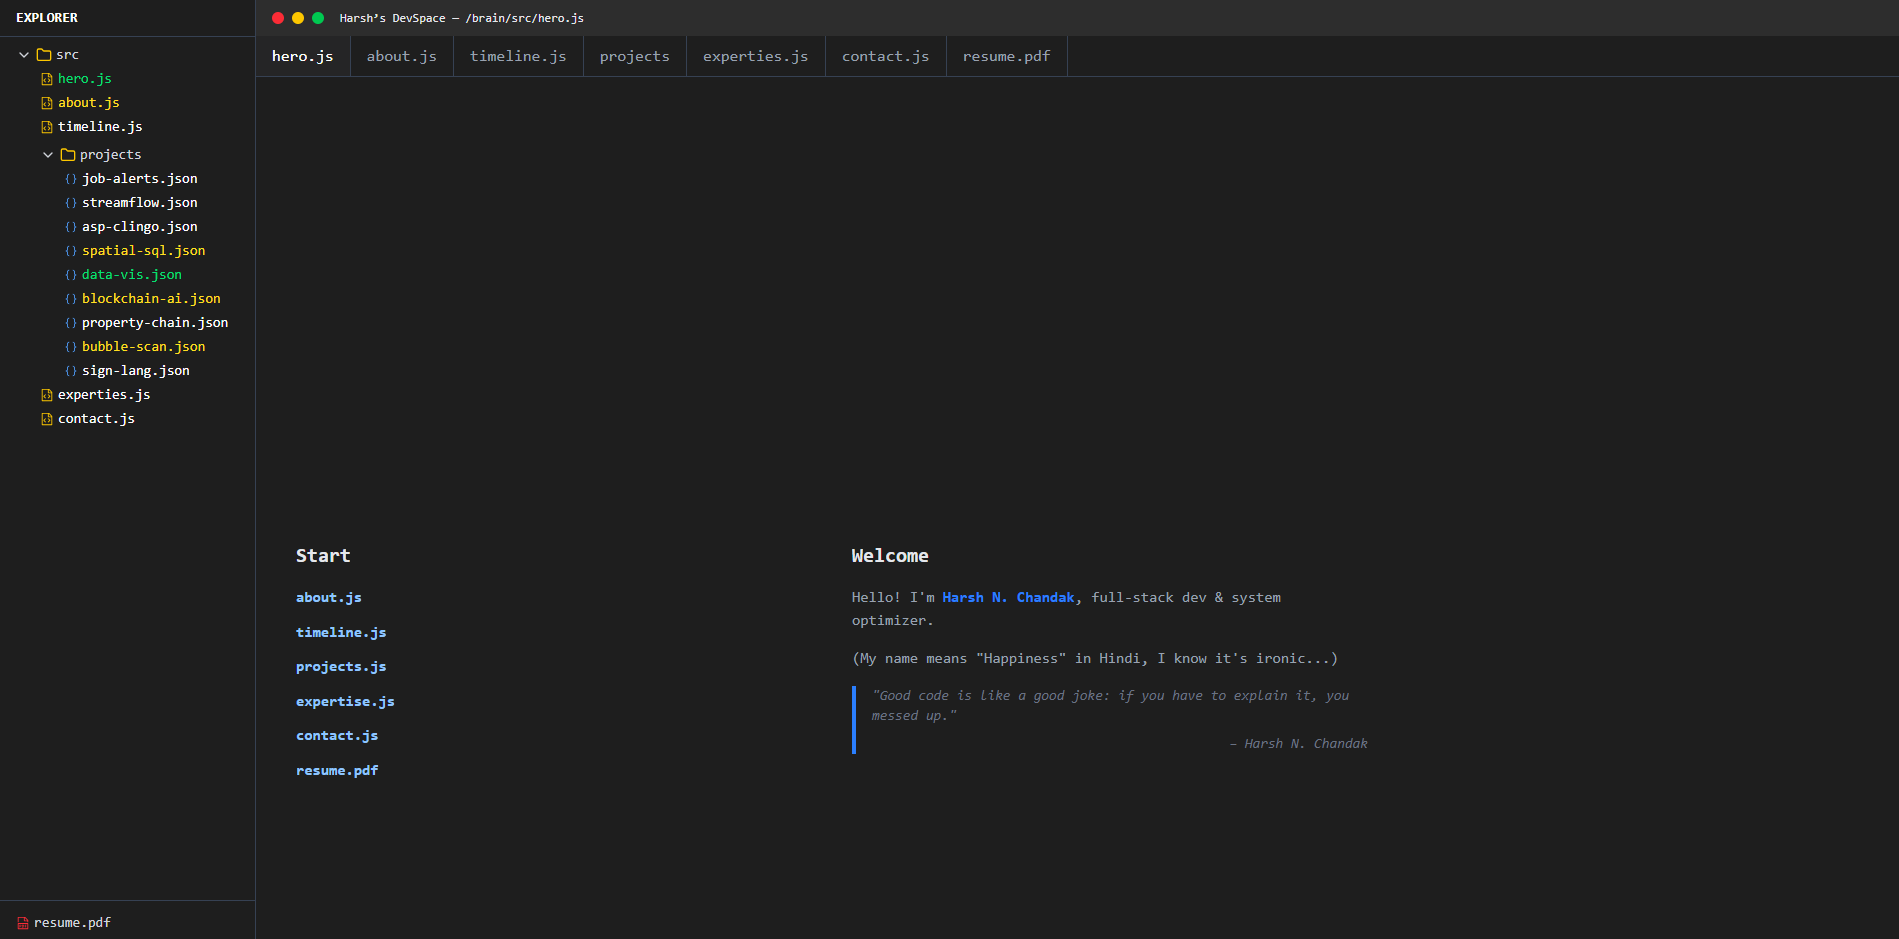 EXPLORER
src
hero.js
about.js
timeline.js
projects
job-alerts.json
streamflow.json
asp-clingo.json
spatial-sql.json
data-vis.json
blockchain-ai.json
property-chain.json
bubble-scan.json
sign-lang.json
experties.js
contact.js
resume.pdf
Harsh's DevSpace — /brain/src/hero.js
hero.js about.js timeline.js projects experties.js contact.js resume.pdf
Start
about.js
timeline.js
projects.js
expertise.js
contact.js
resume.pdf
Welcome
Hello! I'm Harsh N. Chandak, full-stack dev & system
optimizer.
(My name means "Happiness" in Hindi, I know it's ironic...)
"Good code is like a good joke: if you have to explain it, you
messed up."
— Harsh N. Chandak